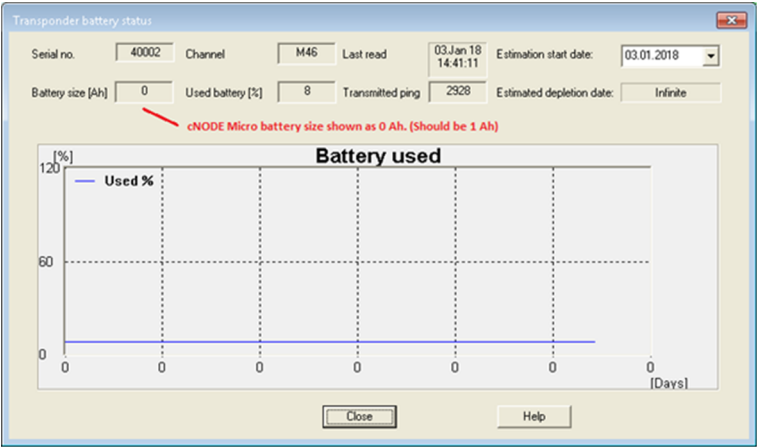 Transponder battery status
Serial no. 40002 Channel M46 Last read 03.Jan 18 14:41:11 Estimation start date: 03.01.2018
Battery size [Ah] 0 Used battery [%] 8 Transmitted ping 2928 Estimated depletion date: Infinite
cNODE Micro battery size shown as 0 Ah. (Should be 1 Ah)
[%] Battery used
120
Used %
60
0
0 0 0 0 0 0 0
[Days]
Close Help